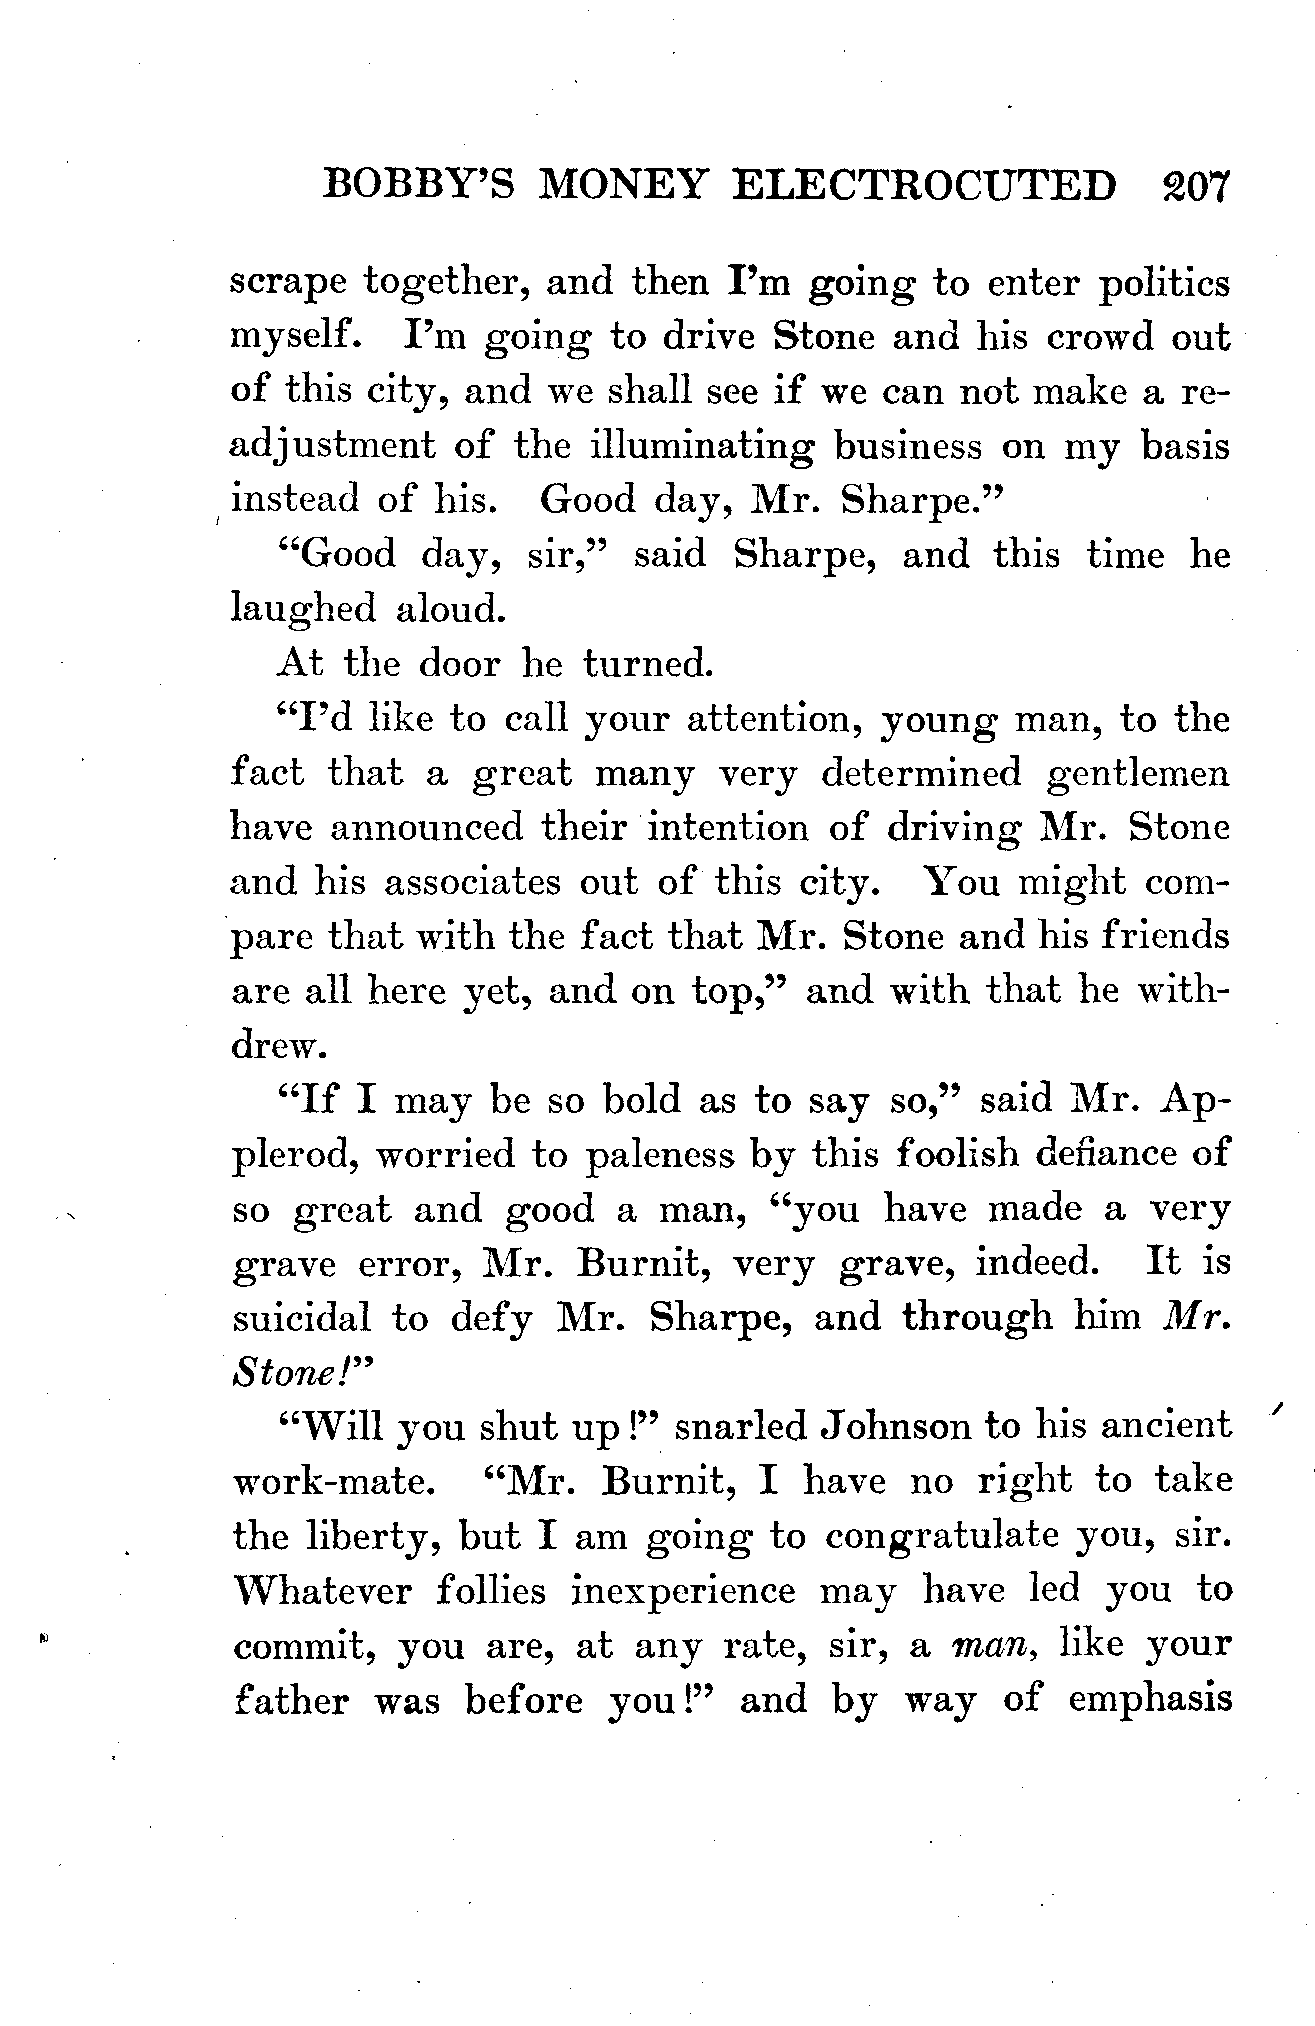 BOBBY'S MONEY ELECTROCUTED 207
scrape together, and then I'm going to enter politics
myself. I'm going to drive Stone and his crowd out
of this city, and we shall see if we can not make a re-
adjustment of the illuminating business on my basis
instead of his. Good day, Mr. Sharpe."
"Good day, sir," said Sharpe, and this time he
laughed aloud.
At the door he turned.
"I'd like to call your attention, young man, to the
fact that a great many very determined gentlemen
have announced their intention of driving Mr. Stone
and his associates out of this city. You might com-
pare that with the fact that Mr. Stone and his friends
are all here yet, and on top," and with that he with-
drew.
"If I may be so bold as to say so," said Mr. Ap-
plerod, worried to paleness by this foolish defiance of
so great and good a man, "you have made a very
grave error, Mr. Burnit, very grave, indeed. It is
suicidal to defy Mr. Sharpe, and through him Mr.
Stone!"
"Will you shut up!" snarled Johnson to his ancient
work-mate. "Mr. Burnit, I have no right to take
the liberty, but I am going to congratulate you, sir.
Whatever follies inexperience may have led you to
commit, you are, at any rate, sir, a man, like your
father was before you!" and by way of emphasis